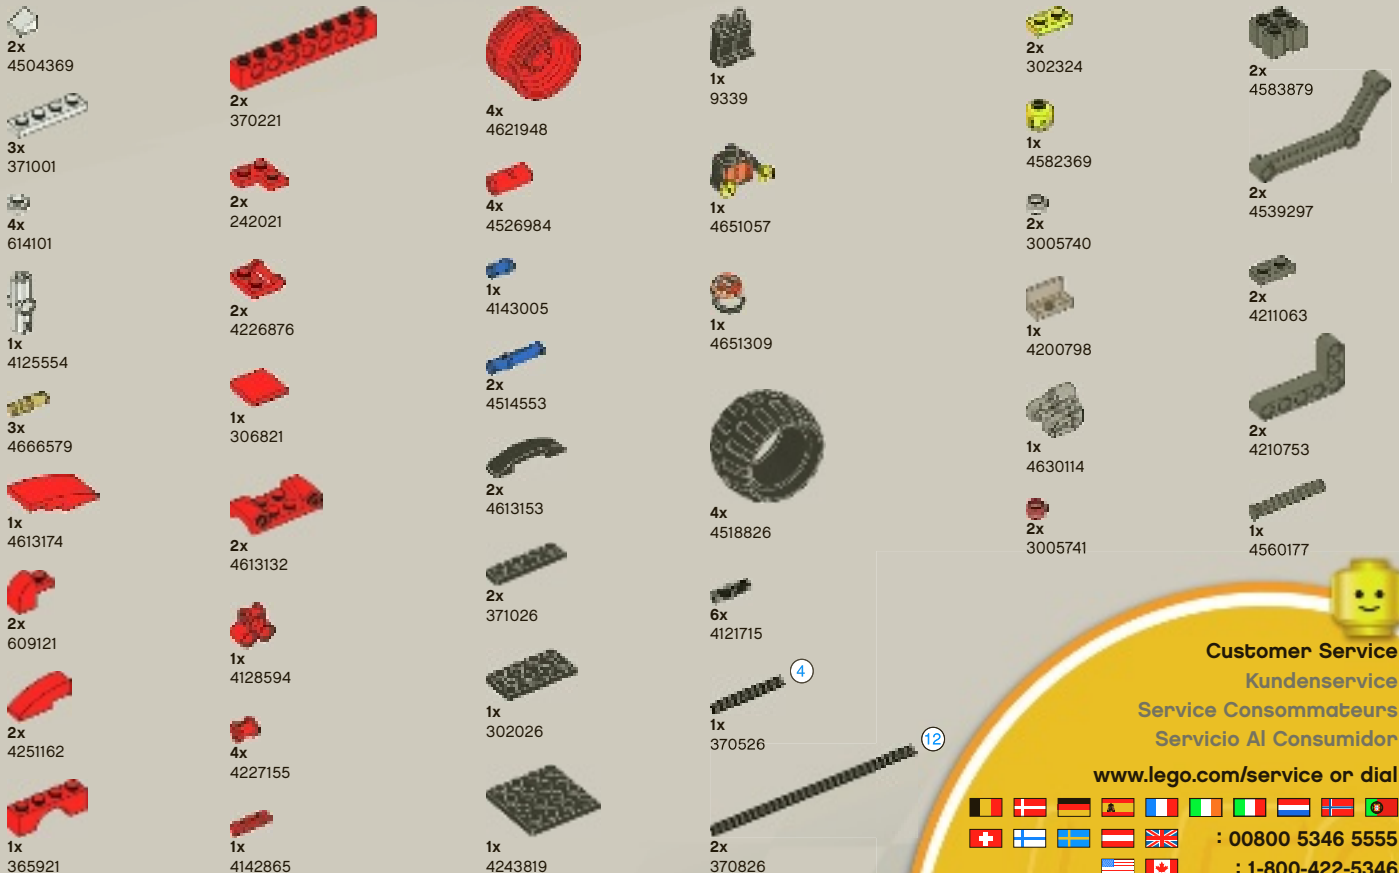 2x
4504369
3x
371001
4x
614101
1x
4125554
3x
4666579
1x
4613174
2x
609121
2x
4251162
1x
365921
2x
370221
2x
242021
2x
4226876
1x
306821
2x
4613132
1x
4128594
4x
4227155
1x
4142865
4x
4621948
4x
4526984
1x
4143005
2x
4514553
2x
4613153
2x
371026
1x
302026
1x
4243819
1x
9339
1x
4651057
1x
4651309
4x
4518826
6x
4121715
4
1x
370526
12
2x
370826
2x
302324
1x
4582369
2x
3005740
1x
4200798
1x
4630114
2x
3005741
2x
4583879
2x
4539297
2x
4211063
2x
4210753
1x
4560177
Customer Service
Kundenservice
Service Consommateurs
Servicio Al Consumidor
www.lego.com/service or dial
: 00800 5346 5555
: 1-800-422-5346